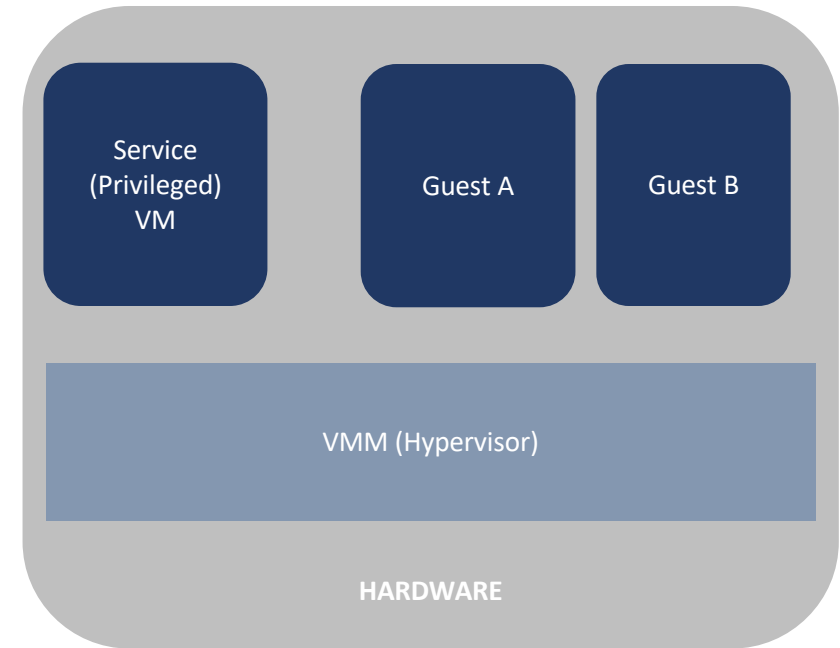 Service
(Privileged)
VM
Guest A
Guest B
VMM (Hypervisor)
HARDWARE